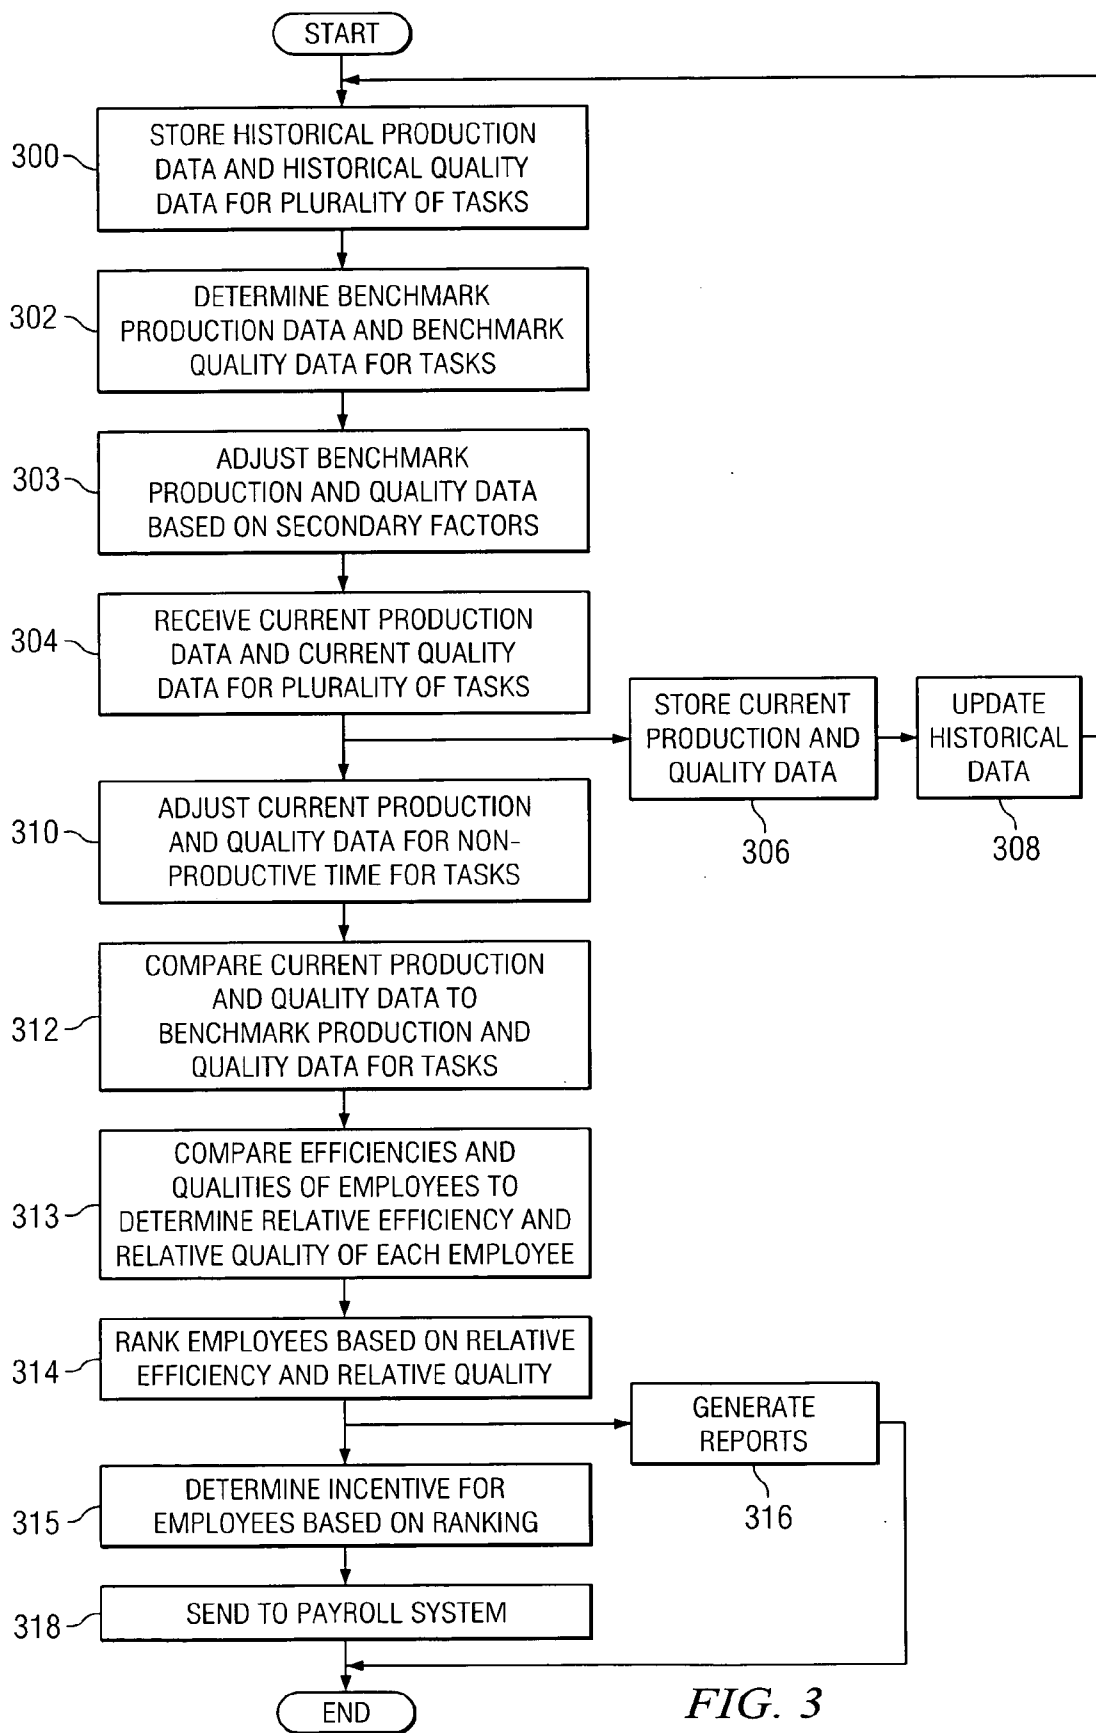 START
300
STORE HISTORICAL PRODUCTION
DATA AND HISTORICAL QUALITY
DATA FOR PLURALITY OF TASKS
302
DETERMINE BENCHMARK
PRODUCTION DATA AND BENCHMARK
QUALITY DATA FOR TASKS
303
ADJUST BENCHMARK
PRODUCTION AND QUALITY DATA
BASED ON SECONDARY FACTORS
304
RECEIVE CURRENT PRODUCTION
DATA AND CURRENT QUALITY
DATA FOR PLURALITY OF TASKS
STORE CURRENT
PRODUCTION AND
QUALITY DATA
306
UPDATE
HISTORICAL
DATA
308
310
ADJUST CURRENT PRODUCTION
AND QUALITY DATA FOR NON-
PRODUCTIVE TIME FOR TASKS
312
COMPARE CURRENT PRODUCTION
AND QUALITY DATA TO
BENCHMARK PRODUCTION AND
QUALITY DATA FOR TASKS
313
COMPARE EFFICIENCIES AND
QUALITIES OF EMPLOYEES TO
DETERMINE RELATIVE EFFICIENCY AND
RELATIVE QUALITY OF EACH EMPLOYEE
314
RANK EMPLOYEES BASED ON RELATIVE
EFFICIENCY AND RELATIVE QUALITY
GENERATE
REPORTS
316
315
DETERMINE INCENTIVE FOR
EMPLOYEES BASED ON RANKING
318
SEND TO PAYROLL SYSTEM
END
FIG. 3